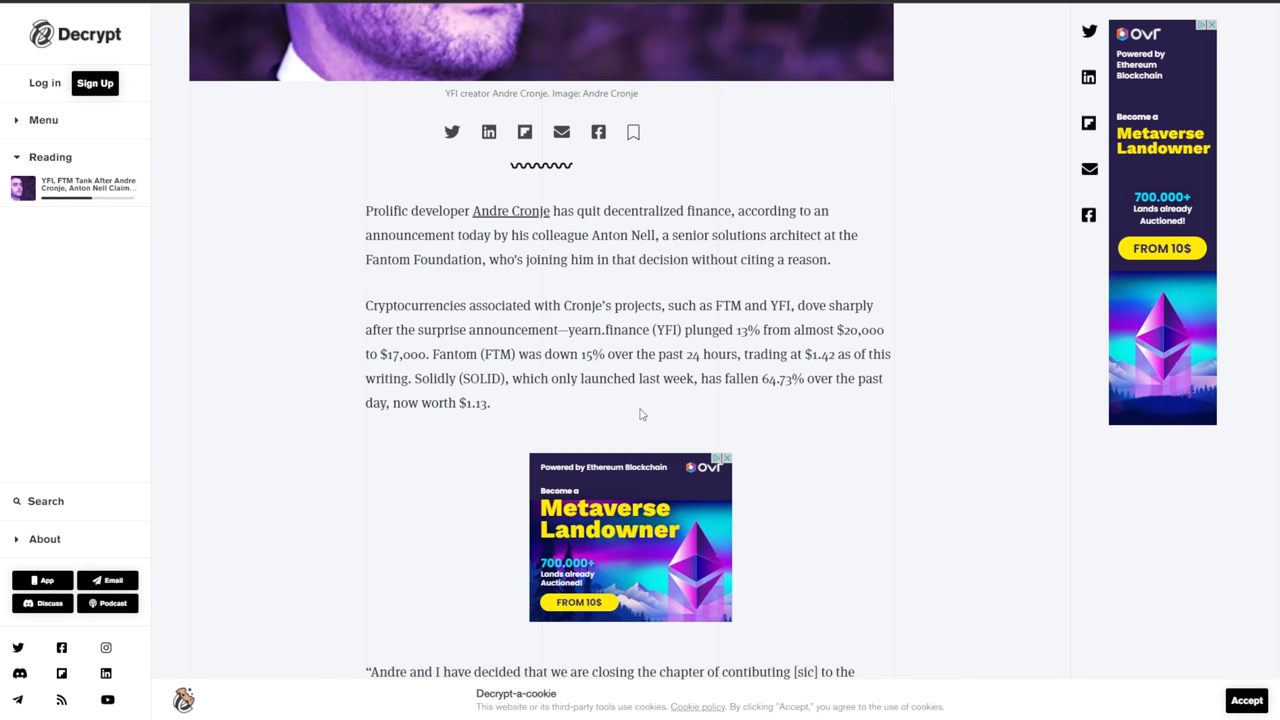 Decrypt
Log in
Sign Up
Menu
Reading
YFI, FTM Tank After Andre
Cronje, Anton Nell Claim...
Search
About
App
Email
Discuss
Podcast
YFI creator Andre Cronje. Image: Andre Cronje
Prolific developer Andre Cronje has quit decentralized finance, according to an
announcement today by his colleague Anton Nell, a senior solutions architect at the
Fantom Foundation, who's joining him in that decision without citing a reason.
Cryptocurrencies associated with Cronje’s projects, such as FTM and YFI, dove sharply
after the surprise announcement—yearn.finance (YFI) plunged 13% from almost $20,000
to $17,000. Fantom (FTM) was down 15% over the past 24 hours, trading at $1.42 as of this
writing. Solidly (SOLID), which only launched last week, has fallen 64.73% over the past
day, now worth $1.13.
Powered by Ethereum Blockchain
ovr
Become a
Metaverse
Landowner
700.000+
Lands already
Auctioned!
FROM 10$
“Andre and I have decided that we are closing the chapter of contibuting [sic] to the
ovr
Powered by
Ethereum
Blockchain
Become a
Metaverse
Landowner
700.000+
Lands already
Auctioned!
FROM 10$
Decrypt-a-cookie
This website or its third-party tools use cookies. Cookie policy. By clicking "Accept," you agree to the use of cookies.
Accept